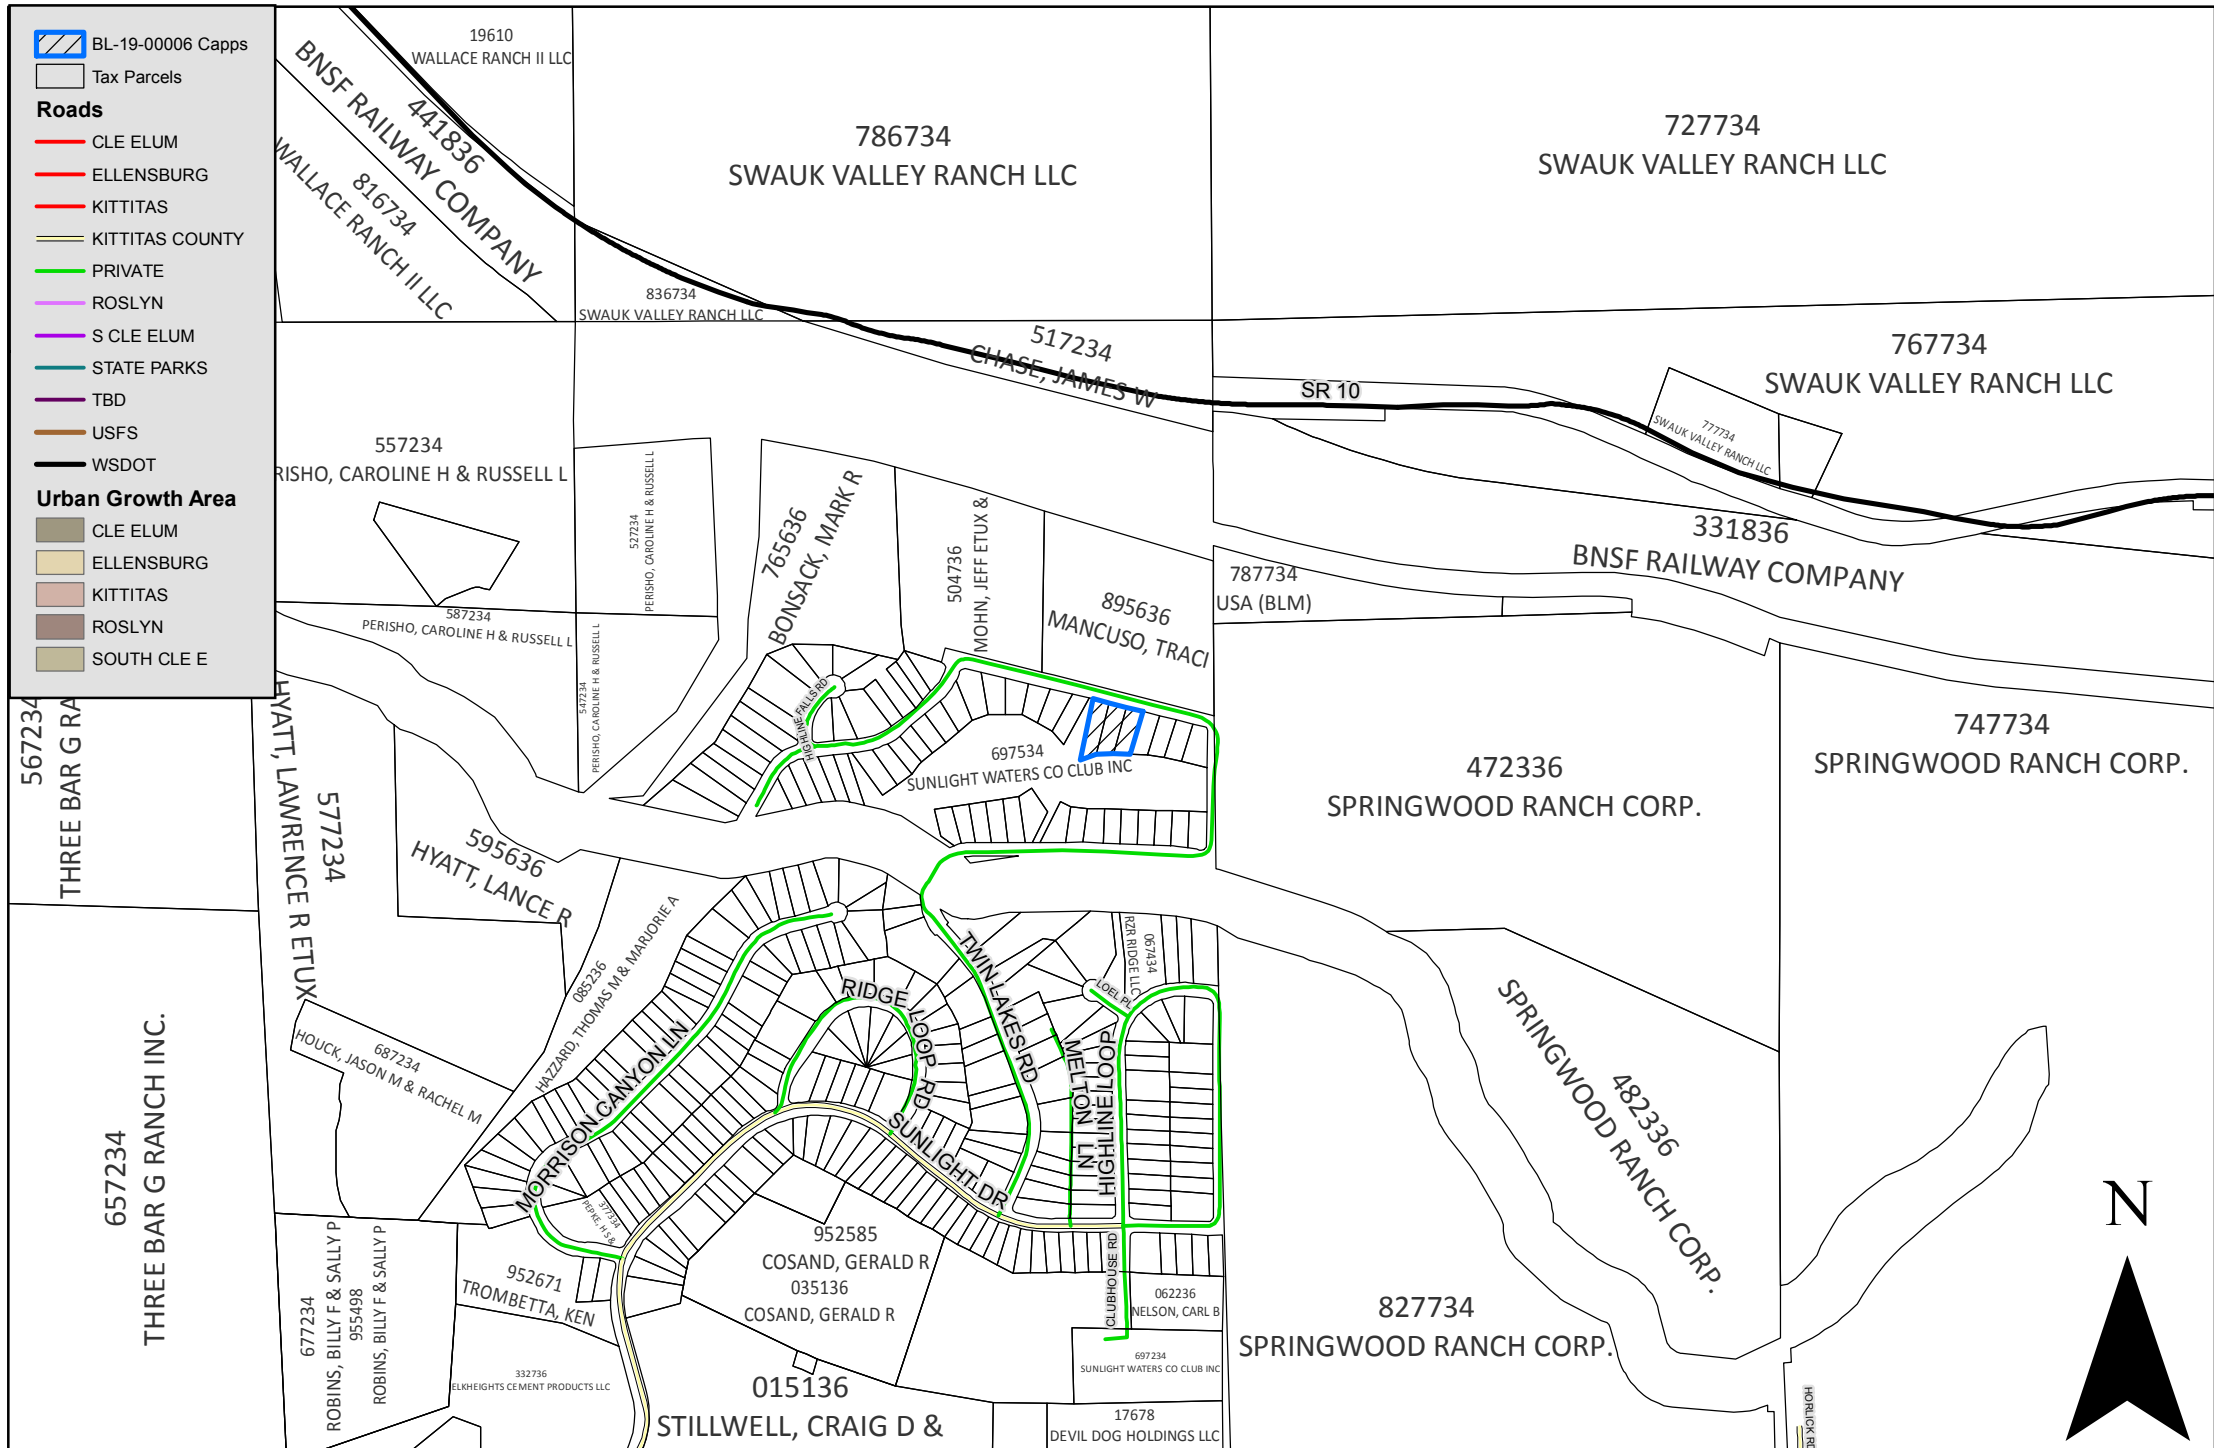 BL-19-00006 Capps
Tax Parcels
Roads
CLE ELUM
ELLENSBURG
KITTITAS
KITTITAS COUNTY
PRIVATE
ROSLYN
S CLE ELUM
STATE PARKS
TBD
USFS
WSDOT
Urban Growth Area
CLE ELUM
ELLENSBURG
KITTITAS
ROSLYN
SOUTH CLE E
19610
WALLACE RANCH II LLC
441836
BNSF RAILWAY COMPANY
816734
WALLACE RANCH II LLC
786734
SWAUK VALLEY RANCH LLC
727734
SWAUK VALLEY RANCH LLC
836734
SWAUK VALLEY RANCH LLC
517234
CHASE, JAMES W
SR 10
767734
SWAUK VALLEY RANCH LLC
777734
SWAUK VALLEY RANCH LLC
557234
RISHO, CAROLINE H & RUSSELL L
527234
PERISHO, CAROLINE H & RUSSELL L
765636
BONSACK, MARK R
504736
MOHN, JEFF ETUX &
895636
MANCUSO, TRACI
787734
USA (BLM)
331836
BNSF RAILWAY COMPANY
587234
PERISHO, CAROLINE H & RUSSELL L
547234
PERISHO, CAROLINE H & RUSSELL L
HIGHLINE FALLS RD
697534
SUNLIGHT WATERS CO CLUB INC
472336
SPRINGWOOD RANCH CORP.
747734
SPRINGWOOD RANCH CORP.
567234
THREE BAR G RA
577234
HYATT, LAWRENCE R ETUX
595636
HYATT, LANCE R
085236
HAZZARD, THOMAS M & MARJORIE A
687234
HOUCK, JASON M & RACHEL M
657234
THREE BAR G RANCH INC.
MORRISON CANYON LN
RIDGE LOOP RD
TWIN LAKES RD
067434
RZR RIDGE LLC
LOEL PL
MELTON LN
HIGHLINE LOOP
SUNLIGHT DR
482336
SPRINGWOOD RANCH CORP.
377334
PEPKE, H S &
677234
ROBINS, BILLY F & SALLY P
955498
ROBINS, BILLY F & SALLY P
952671
TROMBETTA, KEN
952585
COSAND, GERALD R
035136
COSAND, GERALD R
CLUBHOUSE RD
062236
NELSON, CARL B
827734
SPRINGWOOD RANCH CORP.
697234
SUNLIGHT WATERS CO CLUB INC
332736
ELKHEIGHTS CEMENT PRODUCTS LLC
015136
STILLWELL, CRAIG D &
17678
DEVIL DOG HOLDINGS LLC
HORLICK RD
N